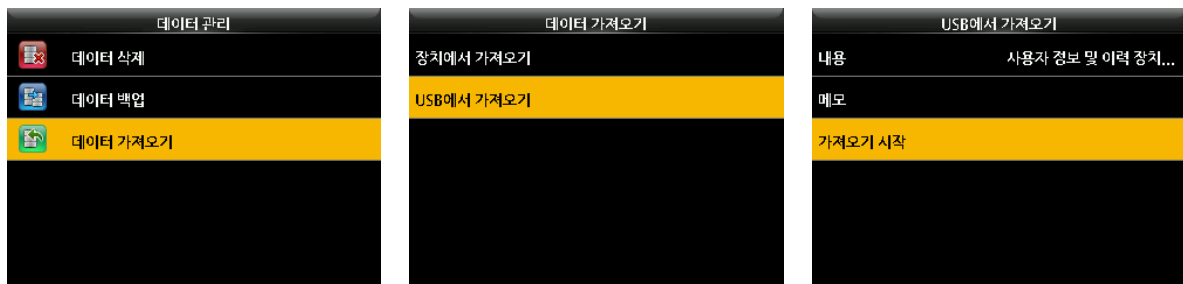 데이터 관리
데이터 삭제
데이터 백업
데이터 가져오기
데이터 가져오기
장치에서 가져오기
USB에서 가져오기
USB에서 가져오기
내용 사용자 정보 및 이력 장치...
메모
가져오기 시작